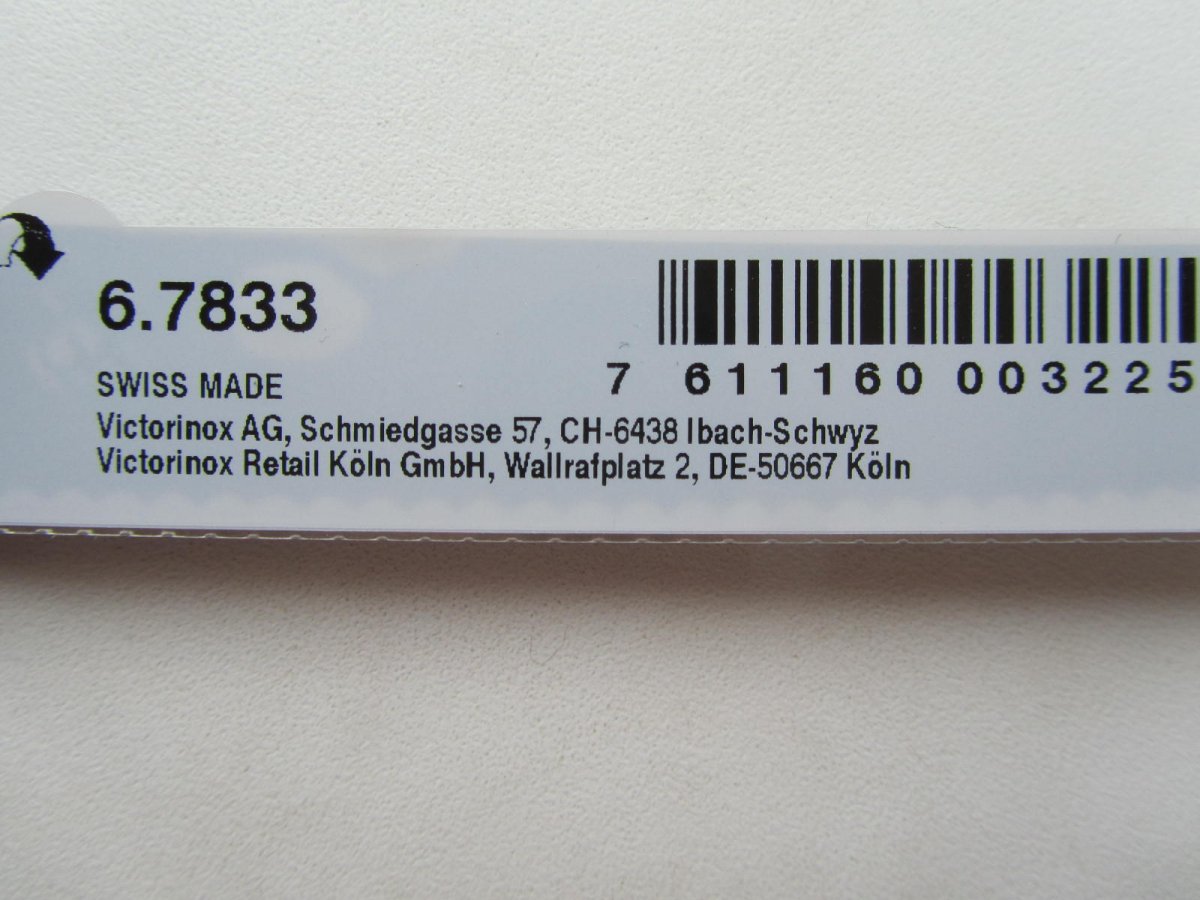 6.7833
7 611160 003225
SWISS MADE
Victorinox AG, Schmiedgasse 57, CH-6438 Ibach-Schwyz
Victorinox Retail Köln GmbH, Wallrafplatz 2, DE-50667 Köln